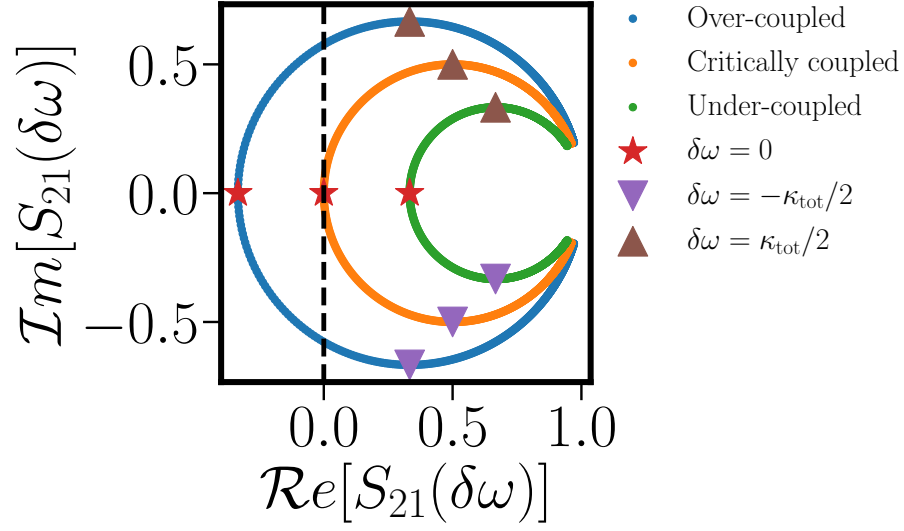 0.5
0.0
−0.5
𝓘m[S₂₁(δω)]
0.0 0.5 1.0
𝓡e[S₂₁(δω)]
Over-coupled
Critically coupled
Under-coupled
δω = 0
δω = −κ_tot/2
δω = κ_tot/2